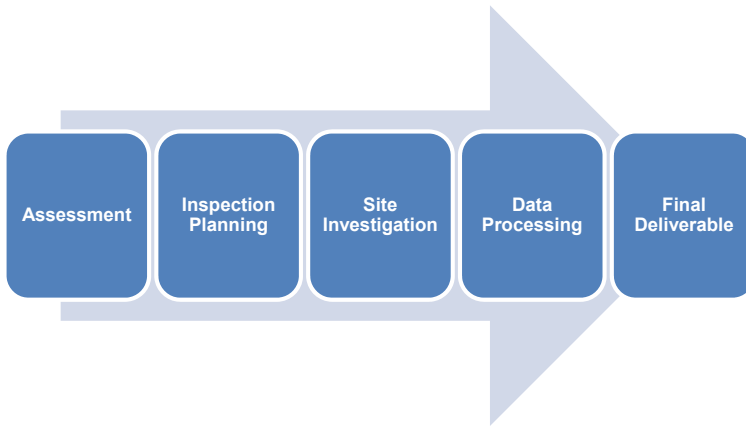 Assessment
Inspection
Planning
Site
Investigation
Data
Processing
Final
Deliverable